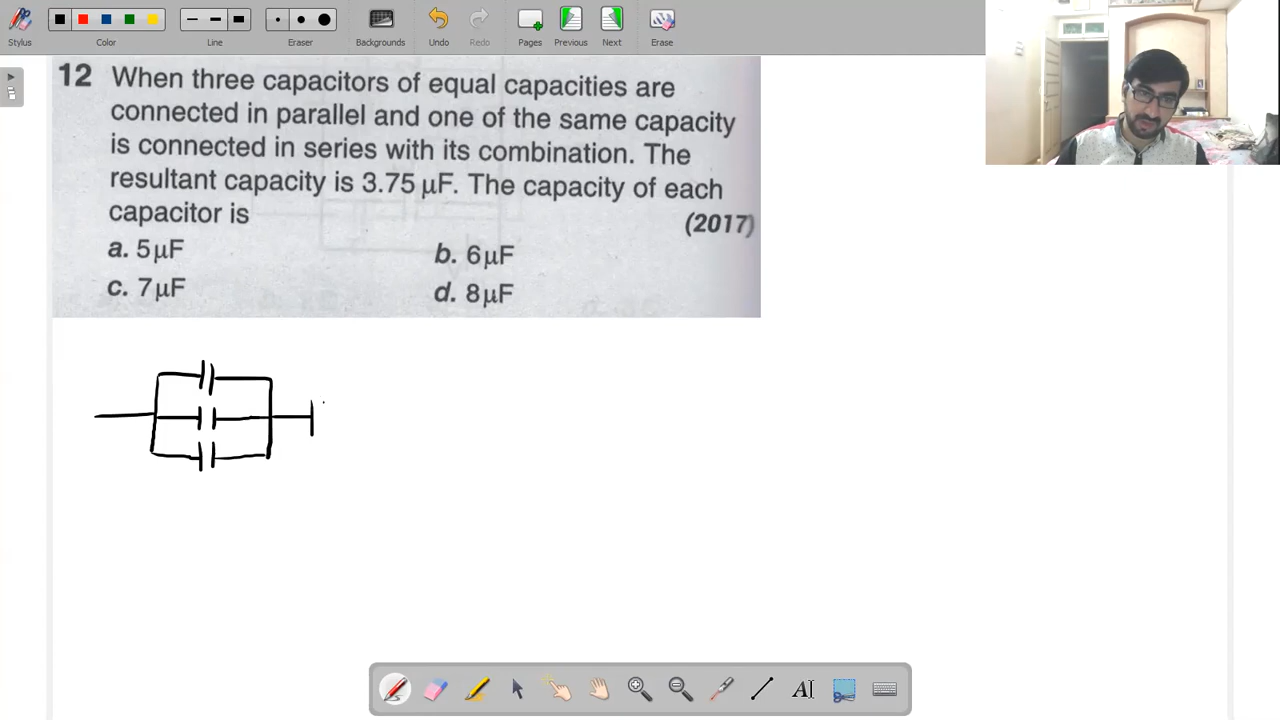 Stylus
Color
Line
Eraser
Backgrounds
Undo
Redo
Pages
Previous
Next
Erase
12 When three capacitors of equal capacities are
connected in parallel and one of the same capacity
is connected in series with its combination. The
resultant capacity is 3.75 μF. The capacity of each
capacitor is
(2017)
a. 5μF b. 6μF
c. 7μF d. 8μF
AI